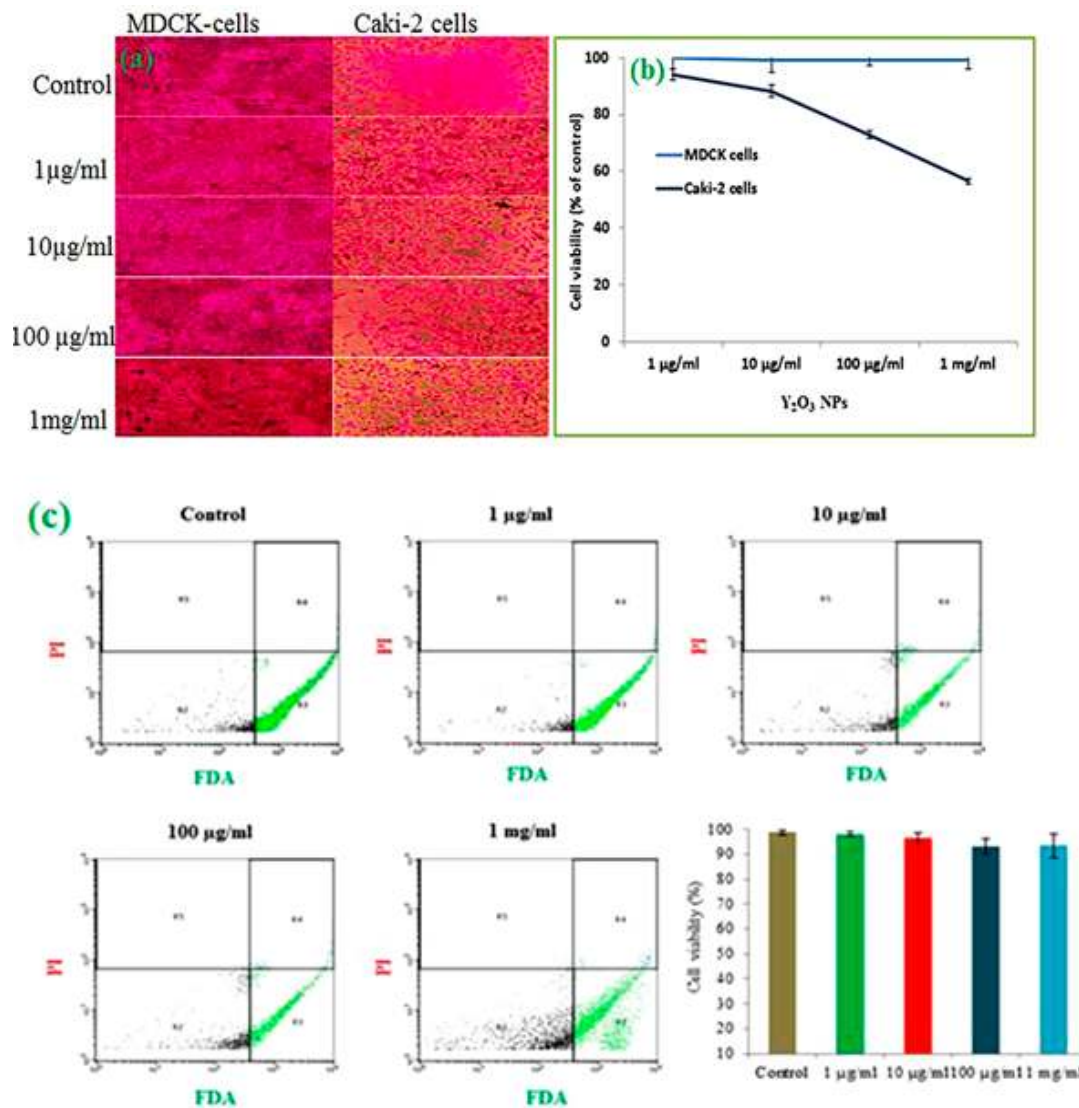 MDCK-cells Caki-2 cells
(a)
Control
1µg/ml
10µg/ml
100 µg/ml
1mg/ml
(b)
Cell viability (% of control)
100
80
60
40
20
0
MDCK cells
Caki-2 cells
1 µg/ml 10 µg/ml 100 µg/ml 1 mg/ml
Y₂O₃ NPs
(c)
Control
PI
FDA
1 µg/ml
PI
FDA
10 µg/ml
PI
FDA
100 µg/ml
PI
FDA
1 mg/ml
PI
FDA
Cell viability (%)
100
90
80
70
60
50
40
30
20
10
Control 1 µg/ml 10 µg/ml 100 µg/ml 1 mg/ml